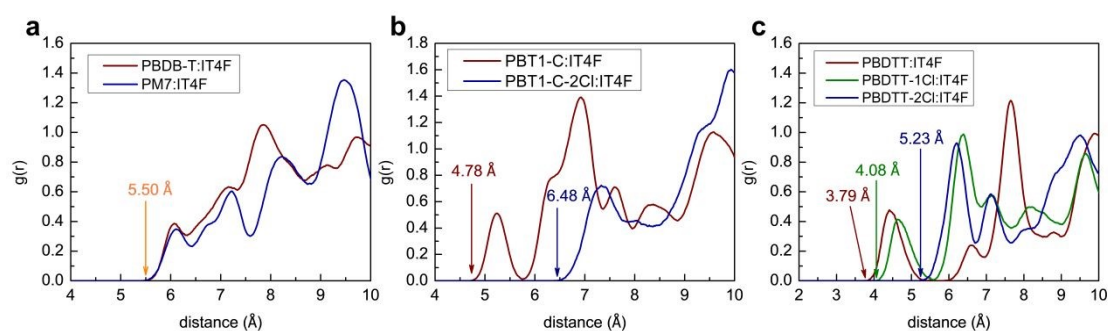 a
PBDB-T:IT4F
PM7:IT4F
5.50 Å
g(r)
1.6
1.4
1.2
1.0
0.8
0.6
0.4
0.2
0.0
4 5 6 7 8 9 10
distance (Å)
b
PBT1-C:IT4F
PBT1-C-2Cl:IT4F
4.78 Å
6.48 Å
g(r)
1.6
1.4
1.2
1.0
0.8
0.6
0.4
0.2
0.0
4 5 6 7 8 9 10
distance (Å)
c
PBDTT:IT4F
PBDTT-1Cl:IT4F
PBDTT-2Cl:IT4F
5.23 Å
4.08 Å
3.79 Å
g(r)
1.6
1.4
1.2
1.0
0.8
0.6
0.4
0.2
0.0
2 3 4 5 6 7 8 9 10
distance (Å)